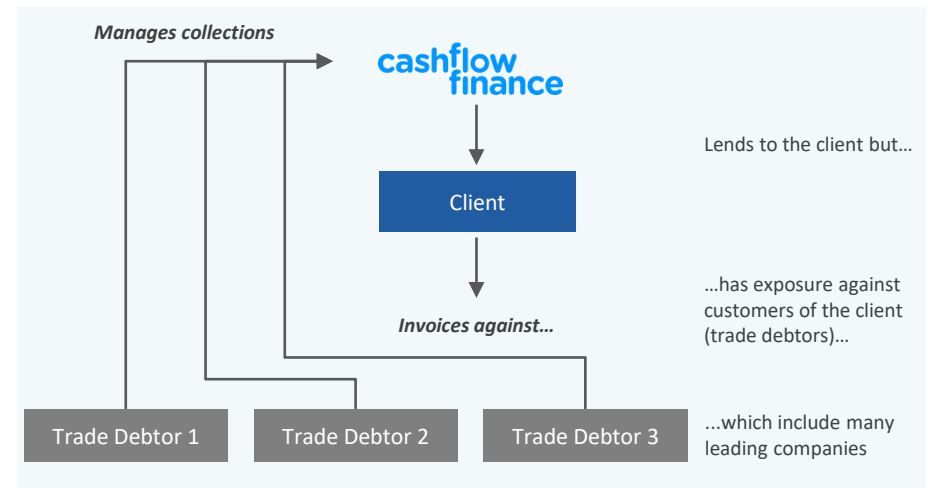 Manages collections
cashflow
finance
Lends to the client but...
Client
...has exposure against
customers of the client
(trade debtors)...
Invoices against...
Trade Debtor 1
Trade Debtor 2
Trade Debtor 3
...which include many
leading companies